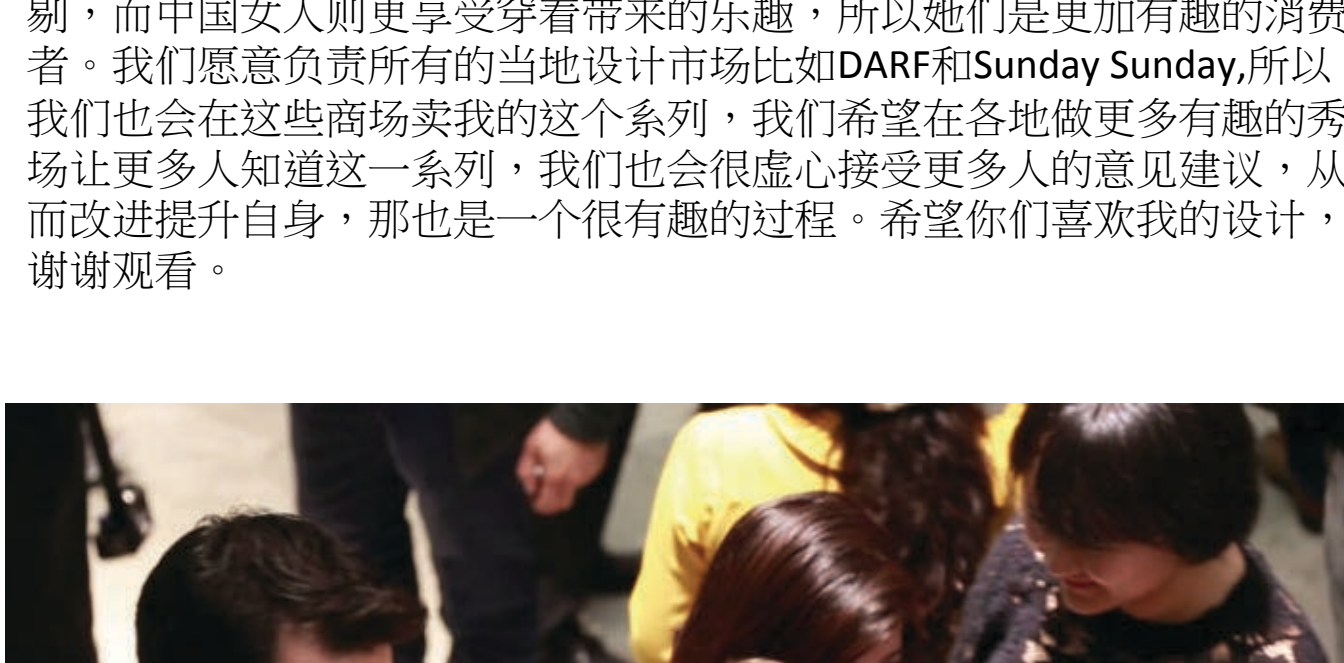 剔，而中国女人则更享受穿着带来的乐趣，所以她们是更加有趣的消费
者。我们愿意负责所有的当地设计市场比如DARF和Sunday Sunday,所以
我们也会在这些商场卖我的这个系列，我们希望在各地做更多有趣的秀
场让更多人知道这一系列，我们也会很虚心接受更多人的意见建议，从
而改进提升自身，那也是一个很有趣的过程。希望你们喜欢我的设计，
谢谢观看。